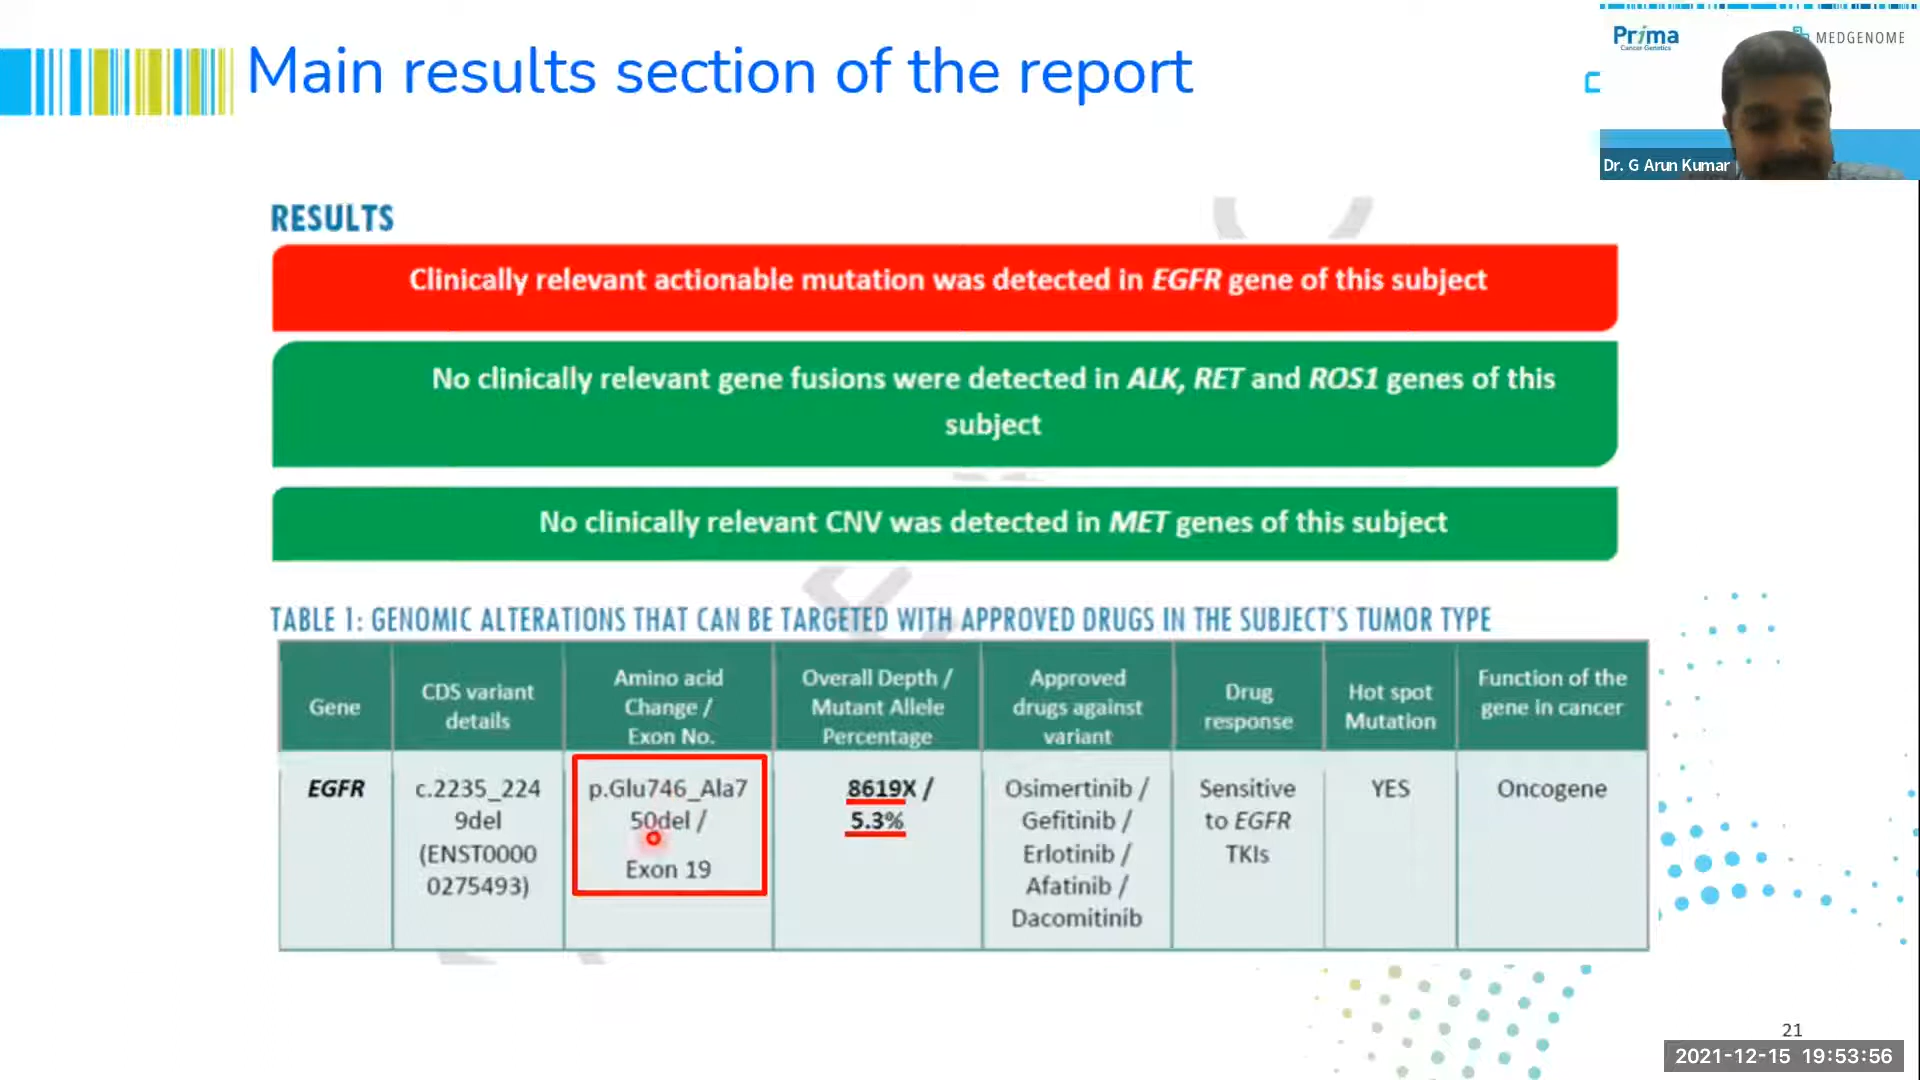 Main results section of the report
Prima
Cancer Genetics
MEDGENOME
Dr. G Arun Kumar
RESULTS
Clinically relevant actionable mutation was detected in EGFR gene of this subject
No clinically relevant gene fusions were detected in ALK, RET and ROS1 genes of this
subject
No clinically relevant CNV was detected in MET genes of this subject
TABLE 1: GENOMIC ALTERATIONS THAT CAN BE TARGETED WITH APPROVED DRUGS IN THE SUBJECT'S TUMOR TYPE
Gene
CDS variant
details
Amino acid
Change /
Exon No.
Overall Depth /
Mutant Allele
Percentage
Approved
drugs against
variant
Drug
response
Hot spot
Mutation
Function of the
gene in cancer
EGFR
c.2235_224
9del
(ENST0000
0275493)
p.Glu746_Ala7
50del /
Exon 19
8619X /
5.3%
Osimertinib /
Gefitinib /
Erlotinib /
Afatinib /
Dacomitinib
Sensitive
to EGFR
TKIs
YES
Oncogene
21
2021-12-15 19:53:56